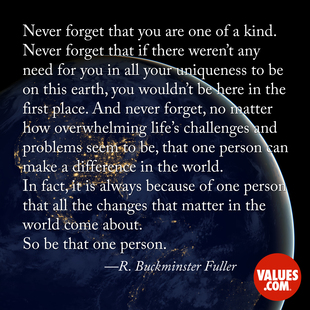 Never forget that you are one of a kind.
Never forget that if there weren't any
need for you in all your uniqueness to be
on this earth, you wouldn't be here in the
first place. And never forget, no matter
how overwhelming life's challenges and
problems seem to be, that one person can
make a difference in the world.
In fact, it is always because of one person
that all the changes that matter in the
world come about.
So be that one person.
—R. Buckminster Fuller
VALUES
.COM